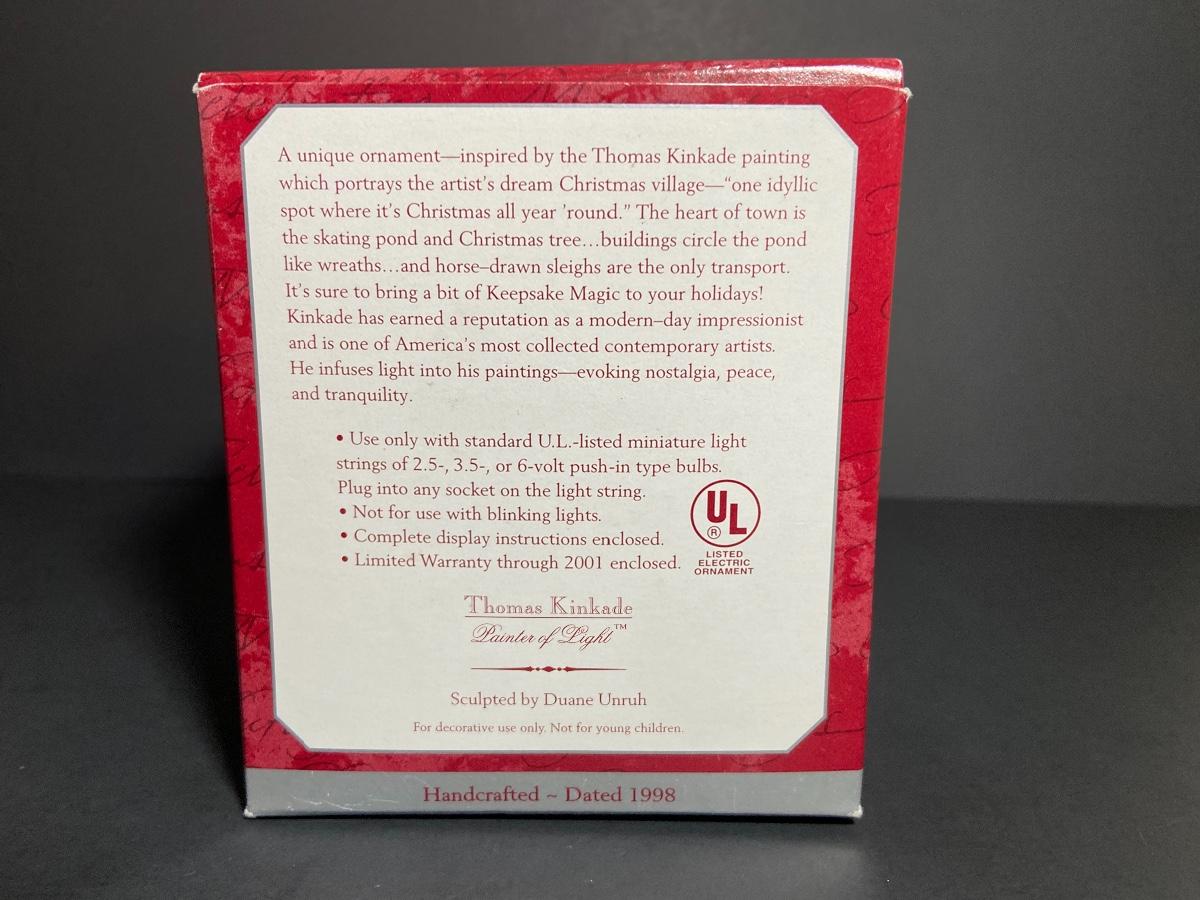 A unique ornament—inspired by the Thomas Kinkade painting
which portrays the artist's dream Christmas village—"one idyllic
spot where it's Christmas all year 'round." The heart of town is
the skating pond and Christmas tree...buildings circle the pond
like wreaths...and horse–drawn sleighs are the only transport.
It's sure to bring a bit of Keepsake Magic to your holidays!
Kinkade has earned a reputation as a modern–day impressionist
and is one of America's most collected contemporary artists.
He infuses light into his paintings—evoking nostalgia, peace,
and tranquility.
• Use only with standard U.L.-listed miniature light
strings of 2.5-, 3.5-, or 6-volt push-in type bulbs.
Plug into any socket on the light string.
• Not for use with blinking lights.
• Complete display instructions enclosed.
• Limited Warranty through 2001 enclosed.
UL
®
LISTED
ELECTRIC
ORNAMENT
Thomas Kinkade
Painter of Light™
Sculpted by Duane Unruh
For decorative use only. Not for young children.
Handcrafted ~ Dated 1998